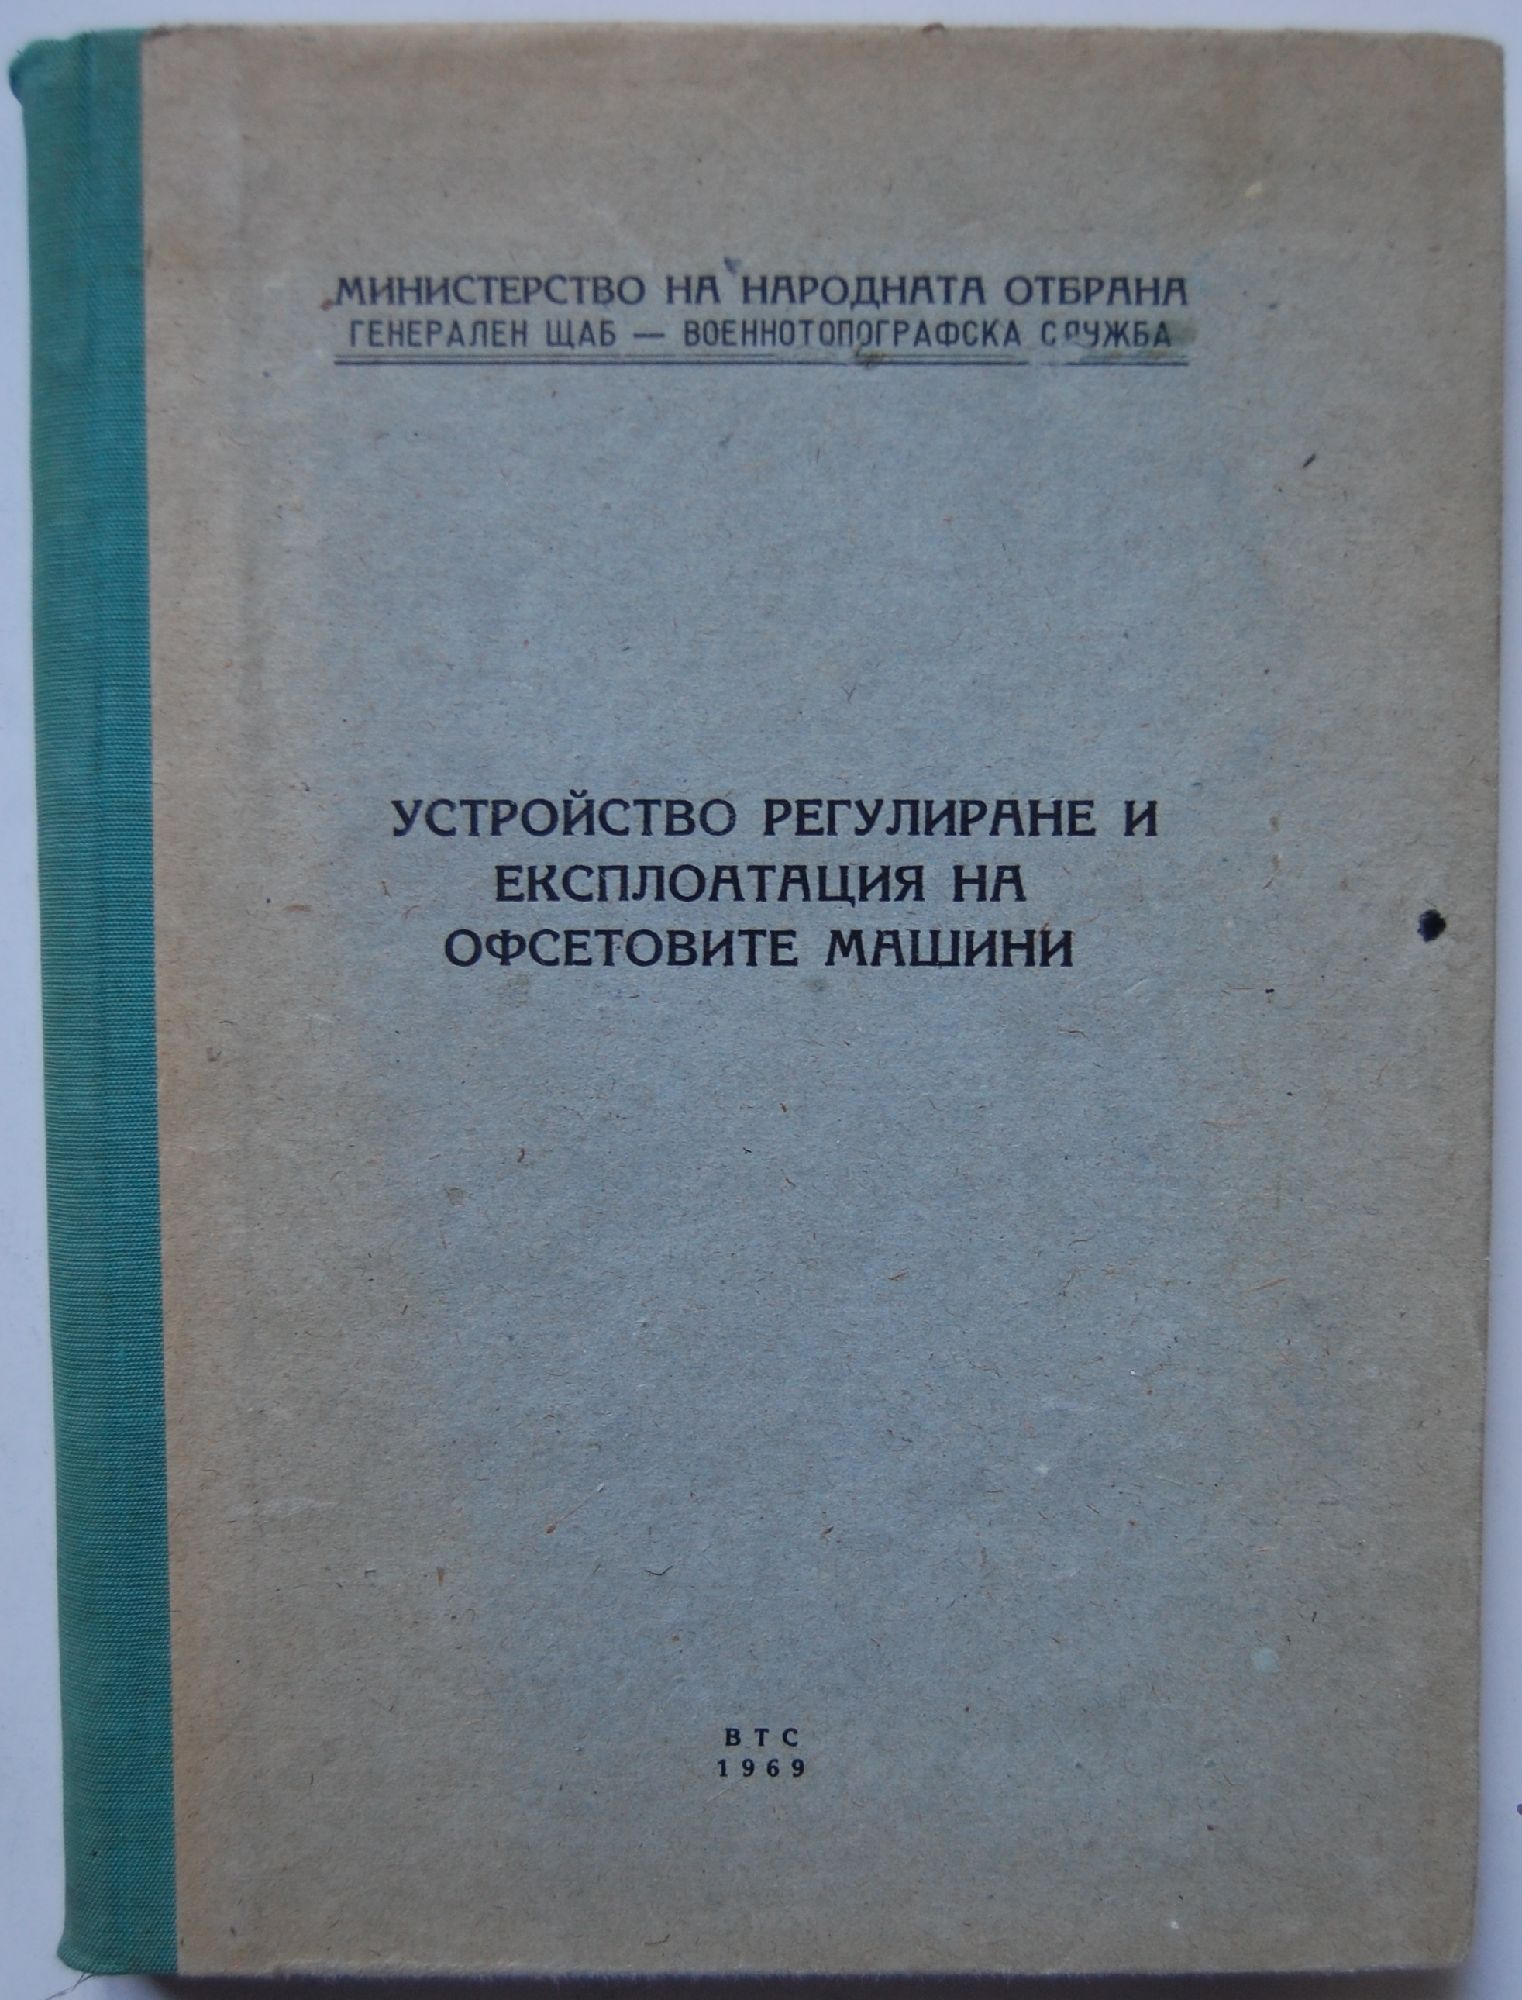 МИНИСТЕРСТВО НА НАРОДНАТА ОТБРАНА
ГЕНЕРАЛЕН ЩАБ — ВОЕННОТОПОГРАФСКА СЛУЖБА
УСТРОЙСТВО РЕГУЛИРАНЕ И
ЕКСПЛОАТАЦИЯ НА
ОФСЕТОВИТЕ МАШИНИ
ВТС
1969